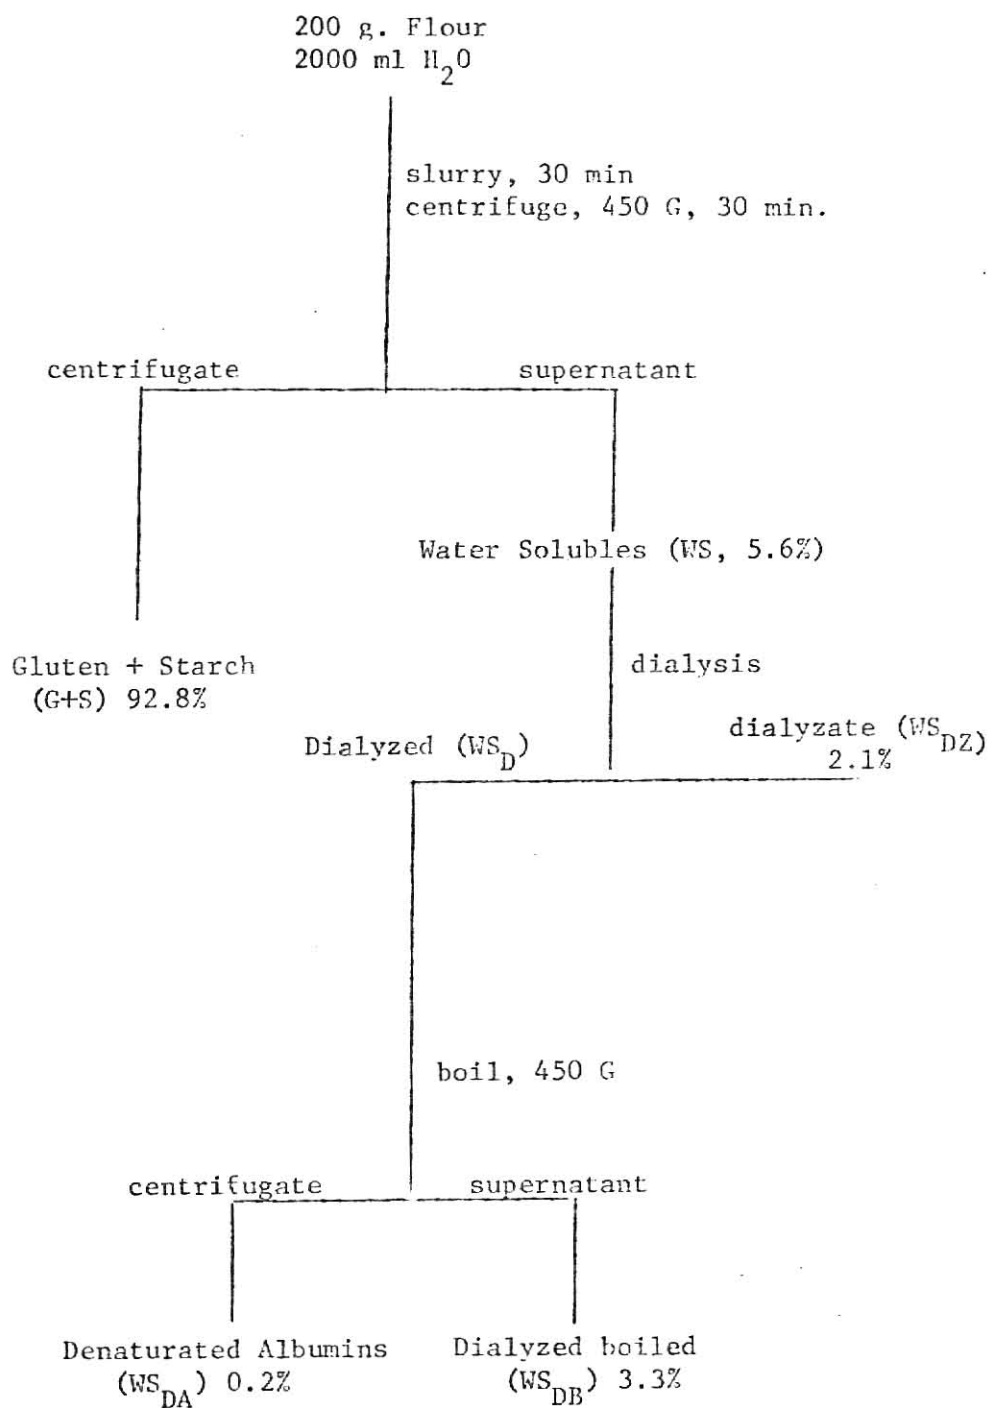 200 g. Flour
2000 ml H2O
slurry, 30 min
centrifuge, 450 G, 30 min.
centrifugate
supernatant
Water Solubles (WS, 5.6%)
Gluten + Starch
(G+S) 92.8%
dialysis
Dialyzed (WSD)
dialyzate (WSDZ)
2.1%
boil, 450 G
centrifugate
supernatant
Denaturated Albumins
(WSDA) 0.2%
Dialyzed boiled
(WSDB) 3.3%